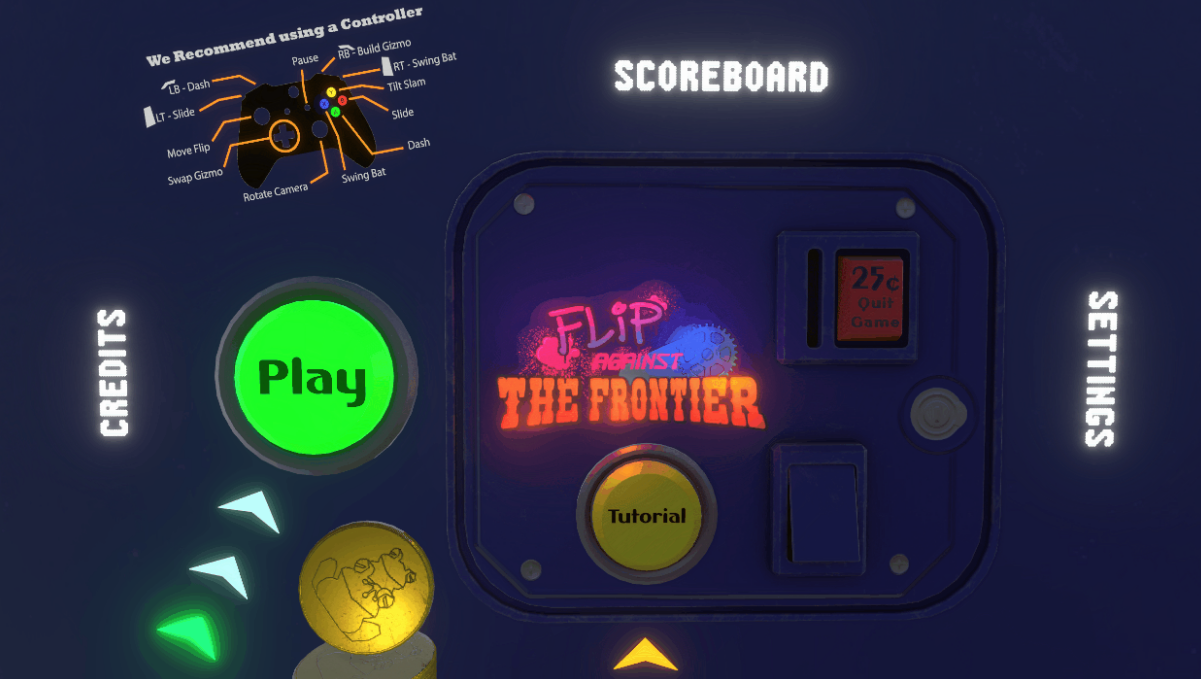 We Recommend using a Controller
RB - Build Gizmo
Pause
RT - Swing Bat
LB - Dash
Tilt Slam
LT - Slide
Slide
Move Flip
Dash
Swap Gizmo
Swing Bat
Rotate Camera
Y
X
B
A
SCOREBOARD
CREDITS
Play
FLIP
AGAINST
THE FRONTIER
Tutorial
25c
Quit
Game
SETTINGS